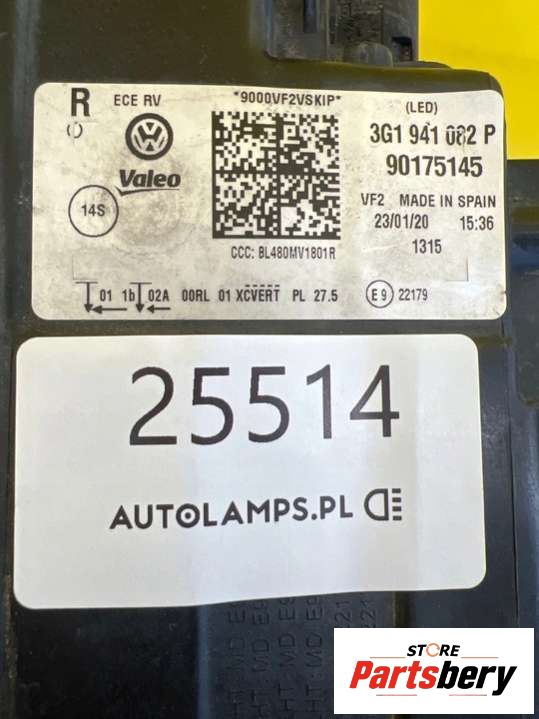 R ECE RV *9000VF2VSKIP* (LED)
3G1 941 082 P
Valeo 90175145
VF2 MADE IN SPAIN
14S 23/01/20 15:36
1315
CCC: BL480MV1801R
01 1b 02A 00RL 01 XCVERT PL 27.5 E9 22179
25514
AUTOLAMPS.PL
STORE
Partsbery